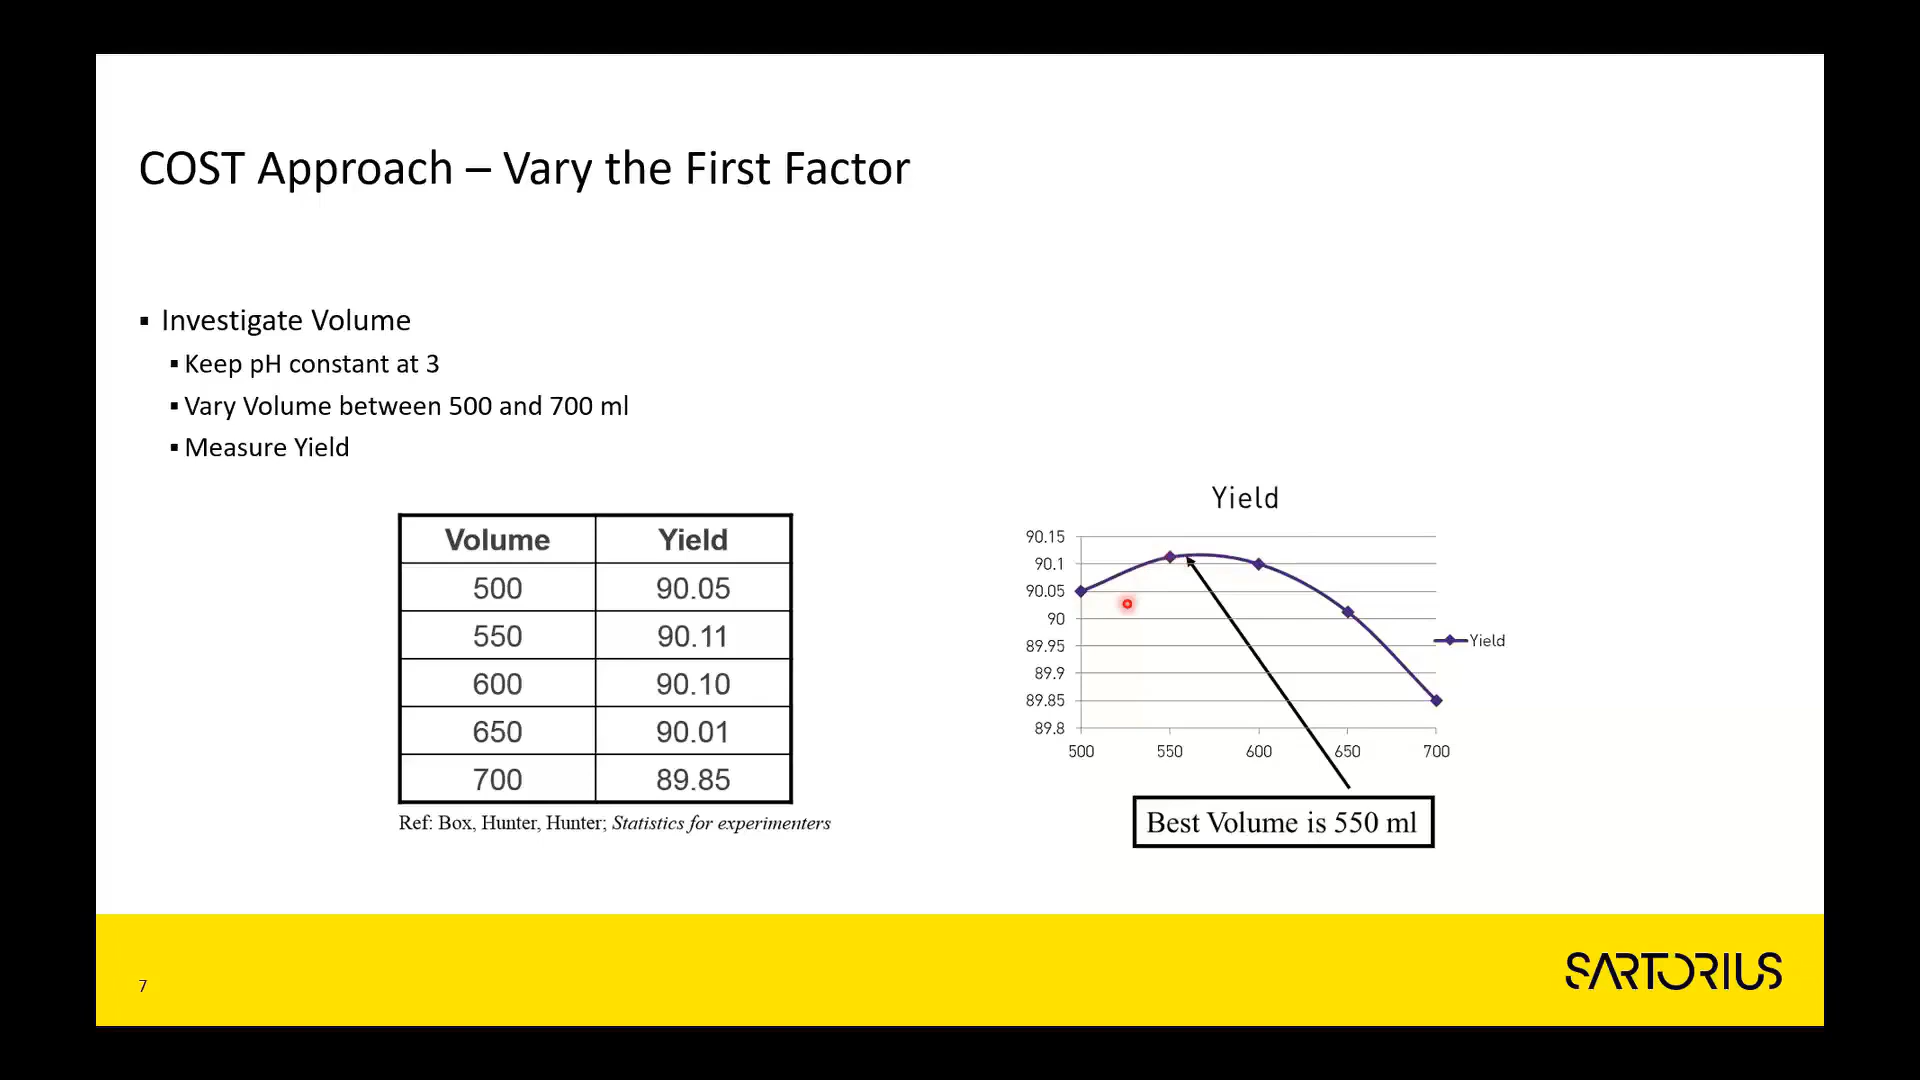 COST Approach – Vary the First Factor
▪ Investigate Volume
▪ Keep pH constant at 3
▪ Vary Volume between 500 and 700 ml
▪ Measure Yield
Volume Yield
500 90.05
550 90.11
600 90.10
650 90.01
700 89.85
Ref: Box, Hunter, Hunter; Statistics for experimenters
Yield
90.15
90.1
90.05
90
89.95
89.9
89.85
89.8
500 550 600 650 700
Yield
Best Volume is 550 ml
7
SARTORIUS